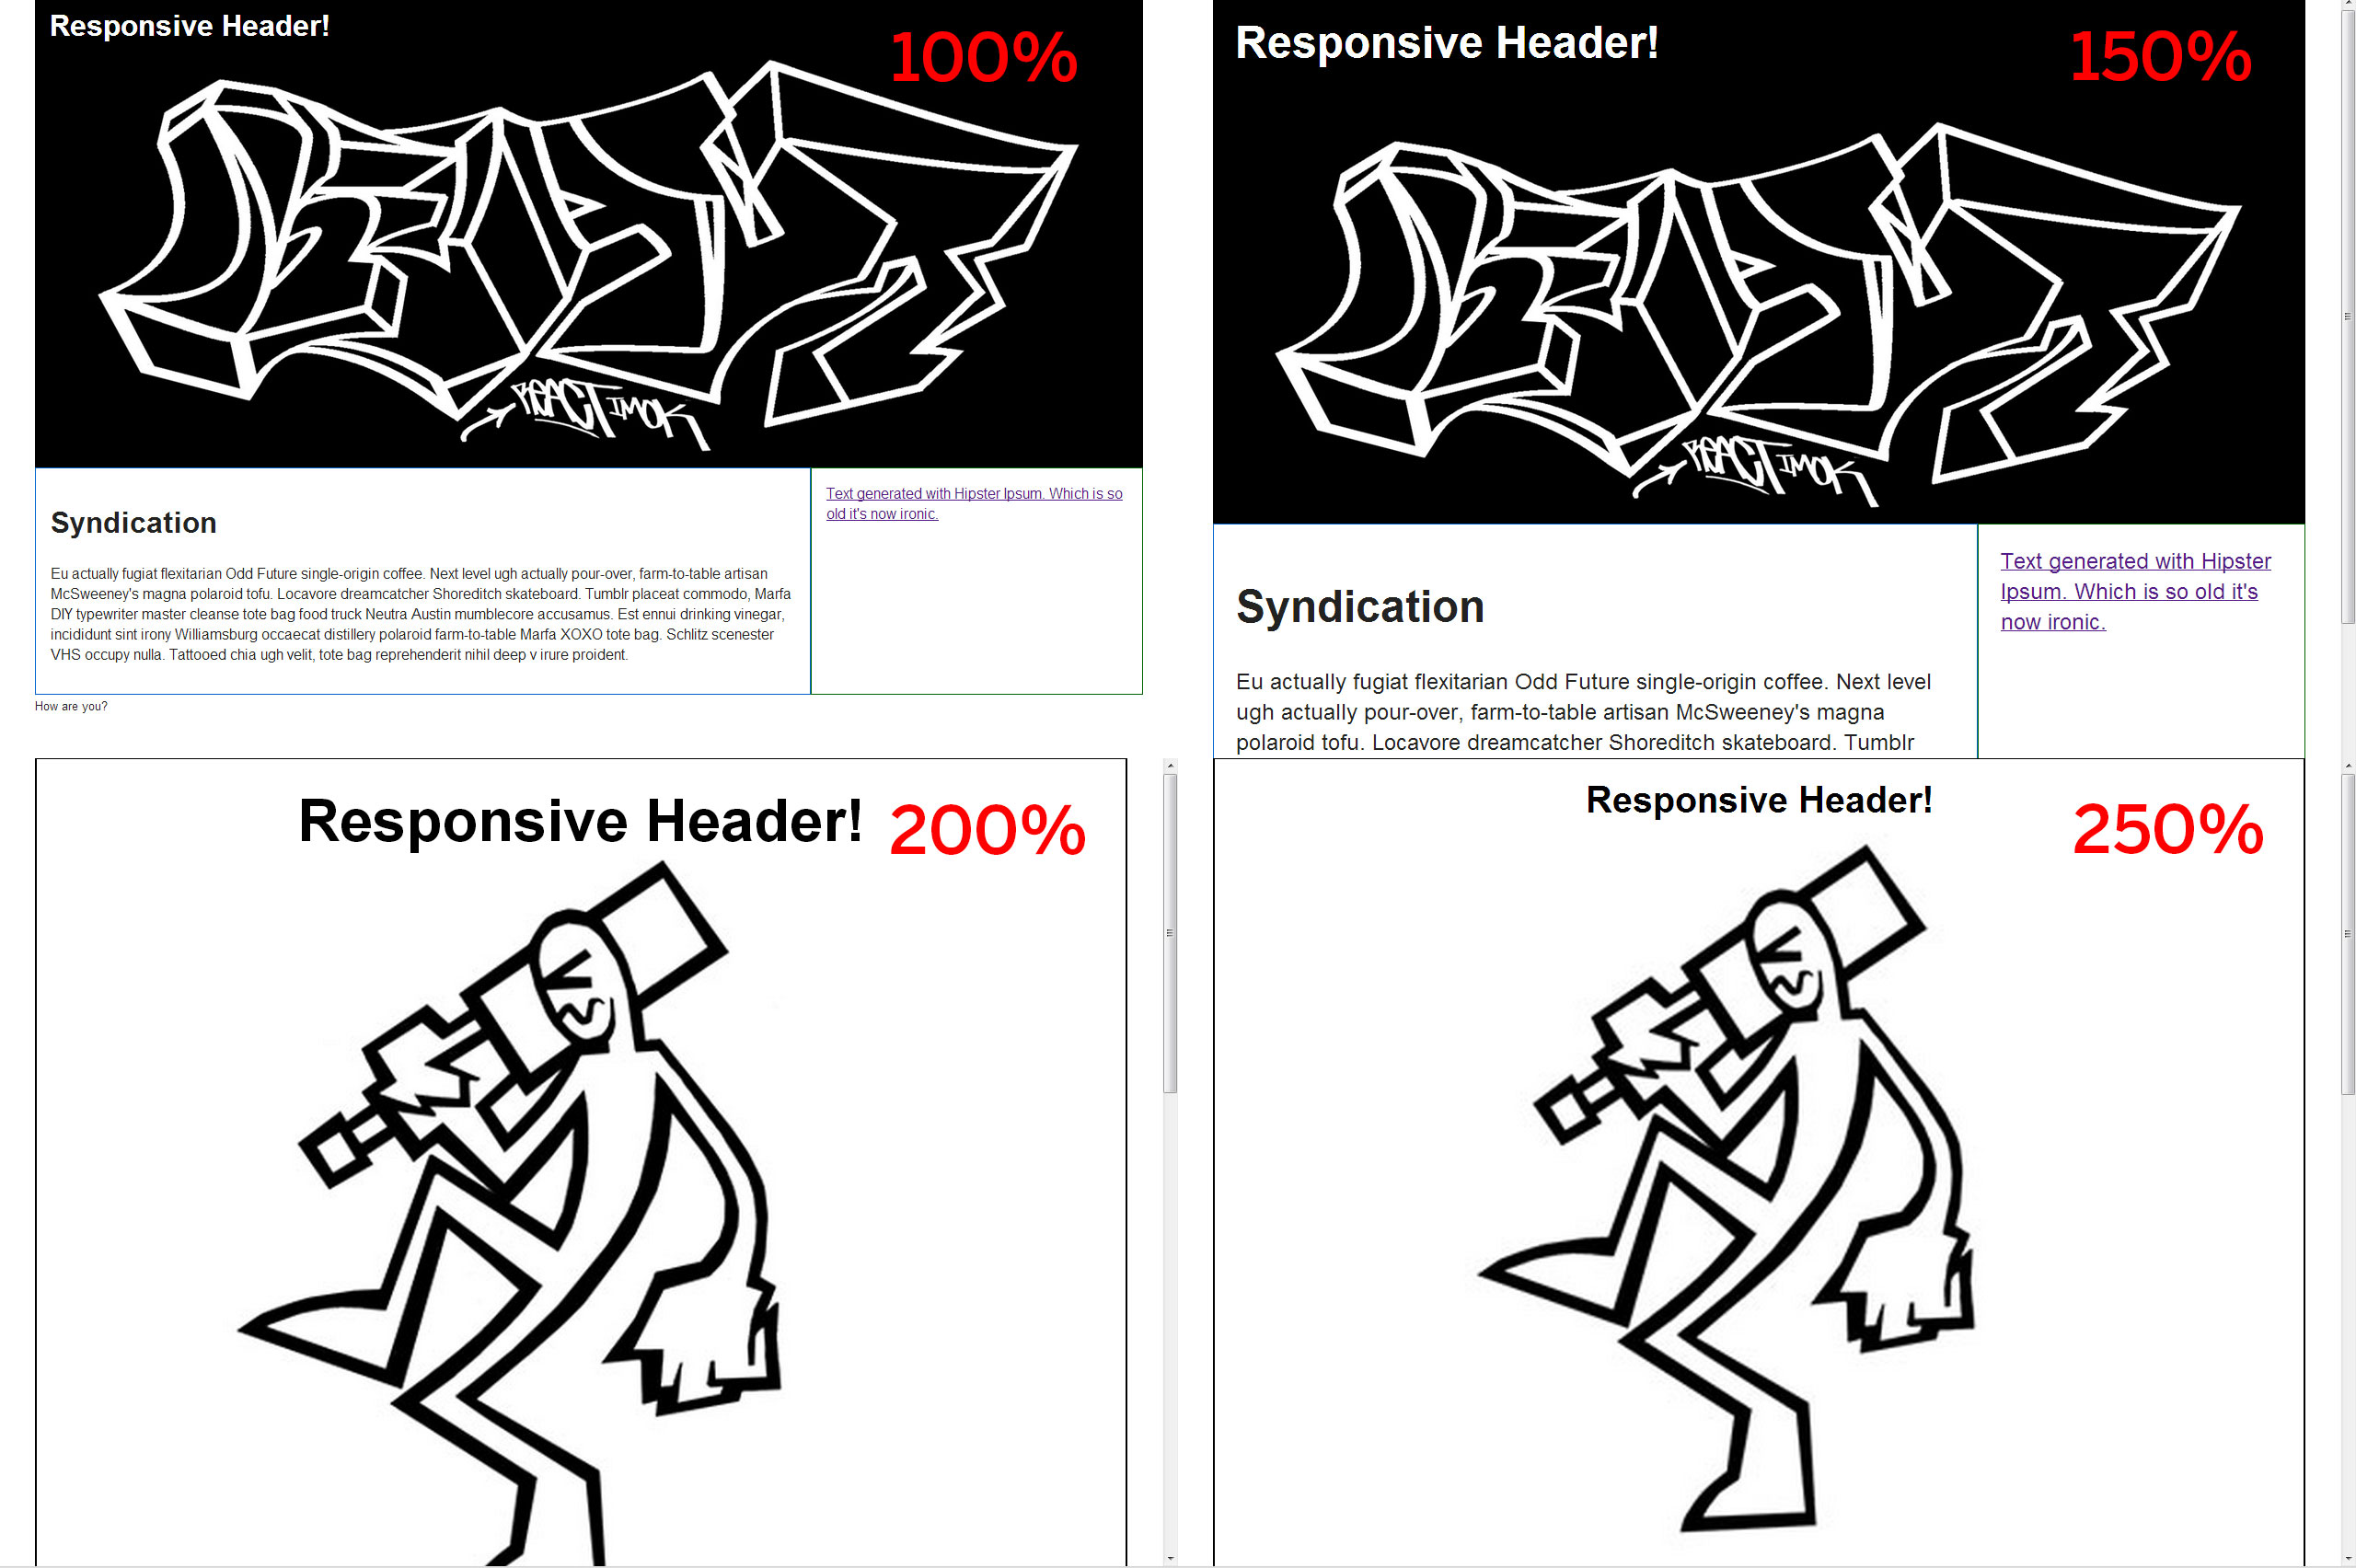 Responsive Header!
100%
REACT IMOK
Syndication
Eu actually fugiat flexitarian Odd Future single-origin coffee. Next level ugh actually pour-over, farm-to-table artisan
McSweeney's magna polaroid tofu. Locavore dreamcatcher Shoreditch skateboard. Tumblr placeat commodo, Marfa
DIY typewriter master cleanse tote bag food truck Neutra Austin mumblecore accusamus. Est ennui drinking vinegar,
incididunt sint irony Williamsburg occaecat distillery polaroid farm-to-table Marfa XOXO tote bag. Schlitz scenester
VHS occupy nulla. Tattooed chia ugh velit, tote bag reprehenderit nihil deep v irure proident.
Text generated with Hipster Ipsum. Which is so
old it's now ironic.
How are you?
Responsive Header!
150%
REACT IMOK
Syndication
Eu actually fugiat flexitarian Odd Future single-origin coffee. Next level
ugh actually pour-over, farm-to-table artisan McSweeney's magna
polaroid tofu. Locavore dreamcatcher Shoreditch skateboard. Tumblr
Text generated with Hipster
Ipsum. Which is so old it's
now ironic.
Responsive Header!
200%
Responsive Header!
250%